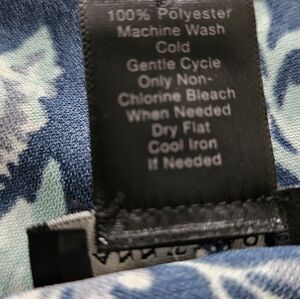 100% Polyester
Machine Wash
Cold
Gentle Cycle
Only Non-
Chlorine Bleach
When Needed
Dry Flat
Cool Iron
If Needed